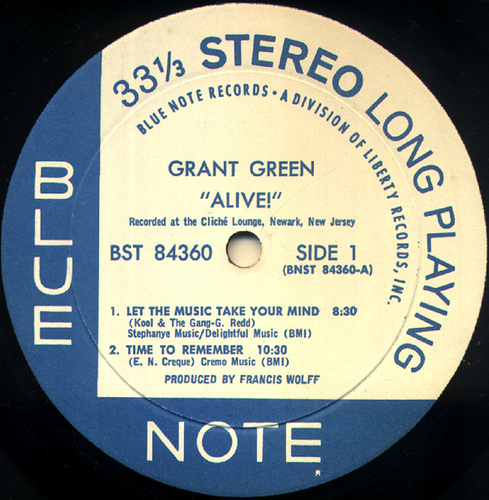 33⅓ STEREO LONG PLAYING
BLUE NOTE RECORDS • A DIVISION OF LIBERTY RECORDS, INC.
GRANT GREEN
"ALIVE!"
Recorded at the Cliché Lounge, Newark, New Jersey
BST 84360 SIDE 1
(BNST 84360-A)
1. LET THE MUSIC TAKE YOUR MIND 8:30
(Kool & The Gang-G. Redd)
Stephanye Music/Delightful Music (BMI)
2. TIME TO REMEMBER 10:30
(E. N. Creque) Cremo Music (BMI)
PRODUCED BY FRANCIS WOLFF
BLUE
NOTE
R